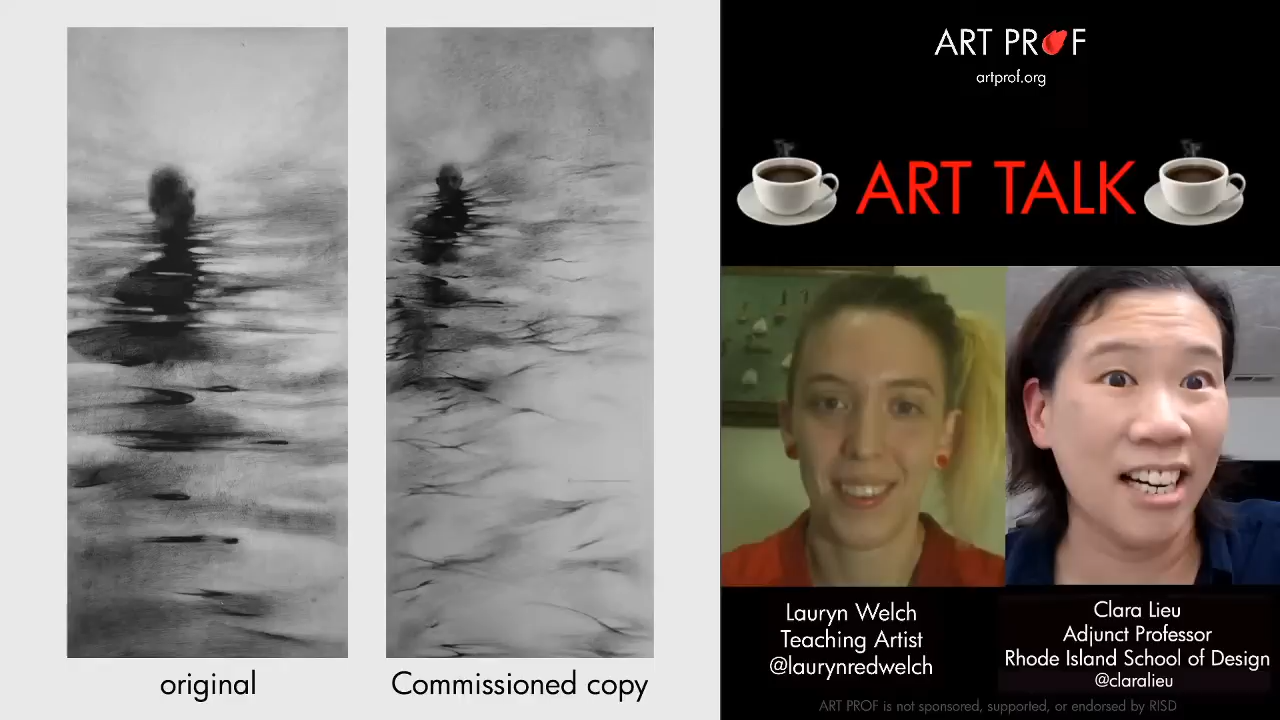 original
Commissioned copy
ART PROF
artprof.org
ART TALK
Lauryn Welch
Teaching Artist
@laurynredwelch
Clara Lieu
Adjunct Professor
Rhode Island School of Design
@claralieu
ART PROF is not sponsored, supported, or endorsed by RISD